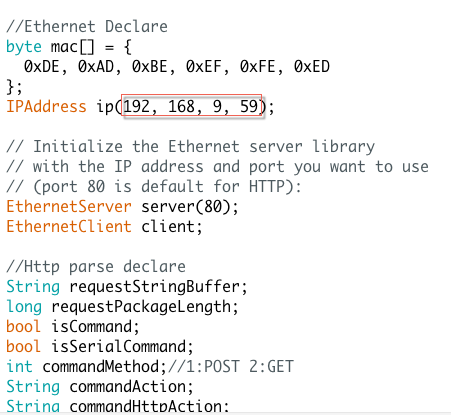 //Ethernet Declare
byte mac[] = {
  0xDE, 0xAD, 0xBE, 0xEF, 0xFE, 0xED
};
IPAddress ip(192, 168, 9, 59);

// Initialize the Ethernet server library
// with the IP address and port you want to use
// (port 80 is default for HTTP):
EthernetServer server(80);
EthernetClient client;

//Http parse declare
String requestStringBuffer;
long requestPackageLength;
bool isCommand;
bool isSerialCommand;
int commandMethod;//1:POST 2:GET
String commandAction;
String commandHttpAction;